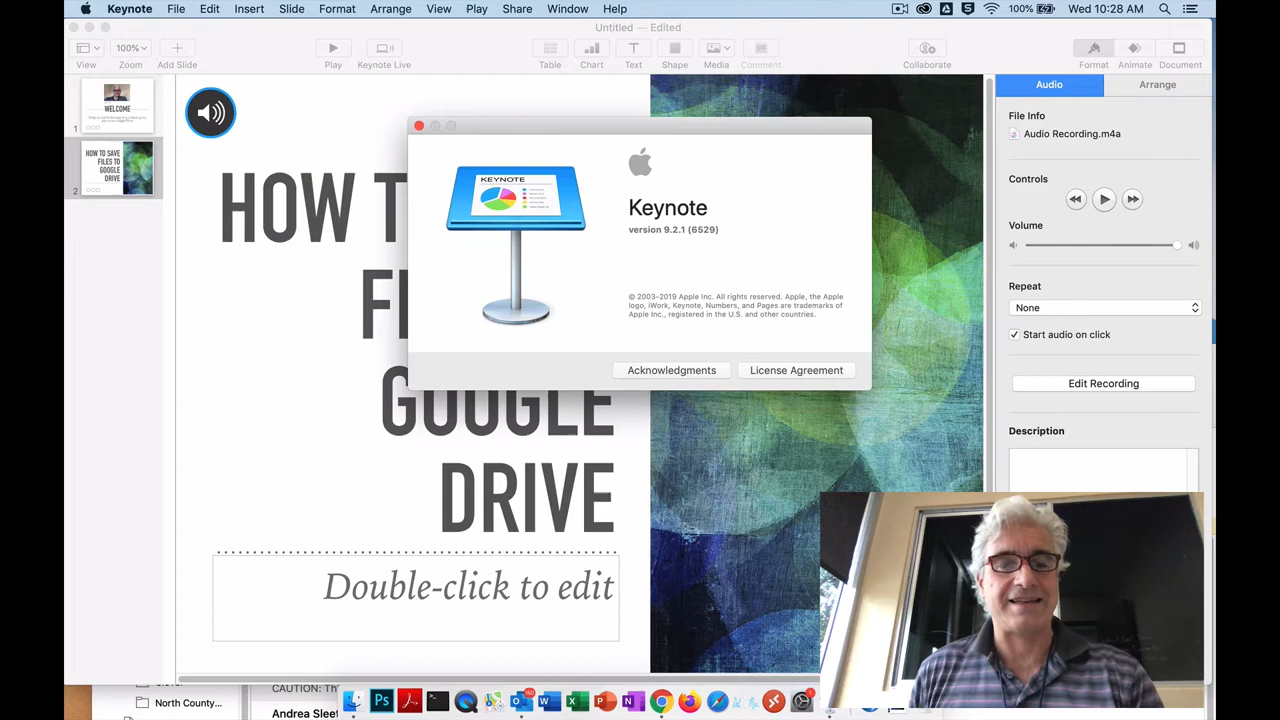 Keynote File Edit Insert Slide Format Arrange View Play Share Window Help 100% Wed 10:28 AM
Untitled — Edited
100%
View Zoom Add Slide Play Keynote Live Table Chart Text Shape Media Comment Collaborate Format Animate Document
Audio Arrange
WELCOME
1
HOW TO SAVE
FILES TO
GOOGLE
DRIVE
2
HOW T
F
GOOGLE
DRIVE
Double-click to edit
KEYNOTE
Keynote
version 9.2.1 (6529)
© 2003–2019 Apple Inc. All rights reserved. Apple, the Apple
logo, iWork, Keynote, Numbers, and Pages are trademarks of
Apple Inc., registered in the U.S. and other countries.
Acknowledgments License Agreement
File Info
Audio Recording.m4a
Controls
Volume
Repeat
None
Start audio on click
Edit Recording
Description
CAUTION: Th
North County...
Andrea Sleet
Ps